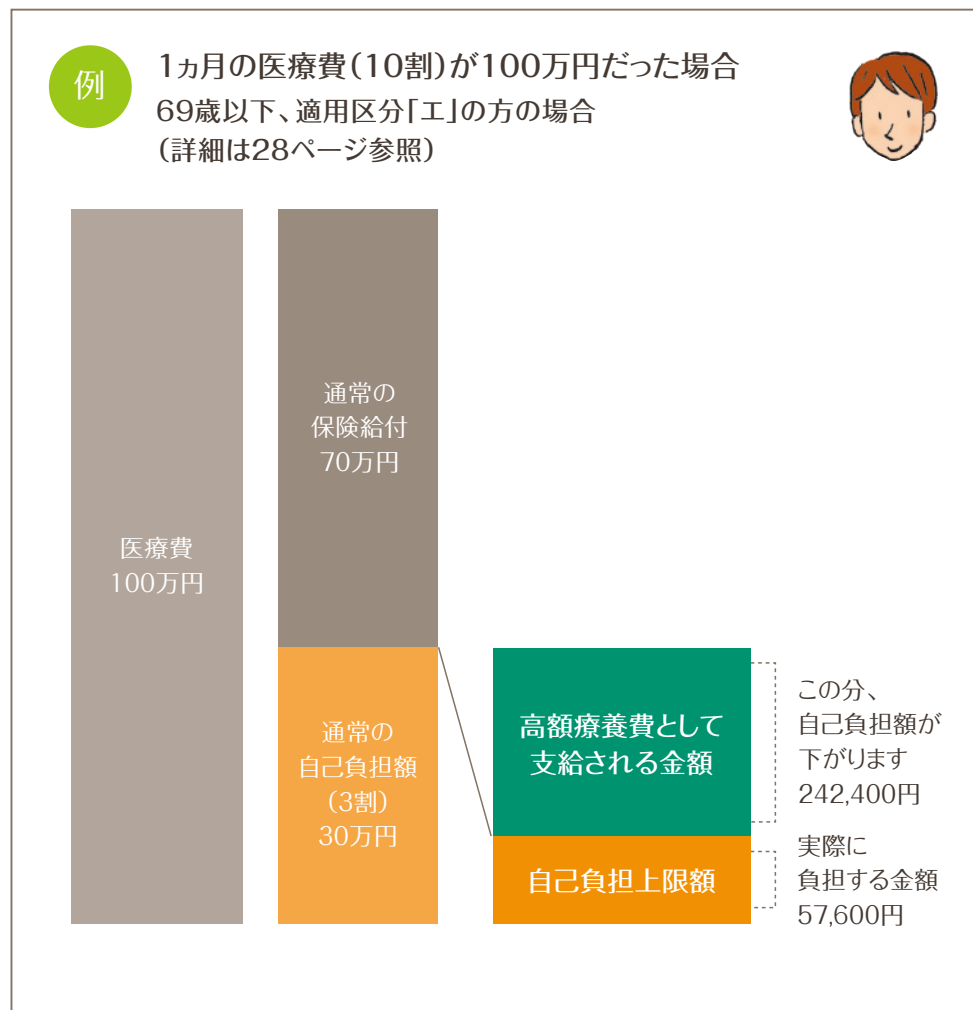 例
1ヵ月の医療費(10割)が100万円だった場合
69歳以下、適用区分「エ」の方の場合
(詳細は28ページ参照)
医療費
100万円
通常の
保険給付
70万円
通常の
自己負担額
(3割)
30万円
高額療養費として
支給される金額
自己負担上限額
この分、
自己負担額が
下がります
242,400円
実際に
負担する金額
57,600円